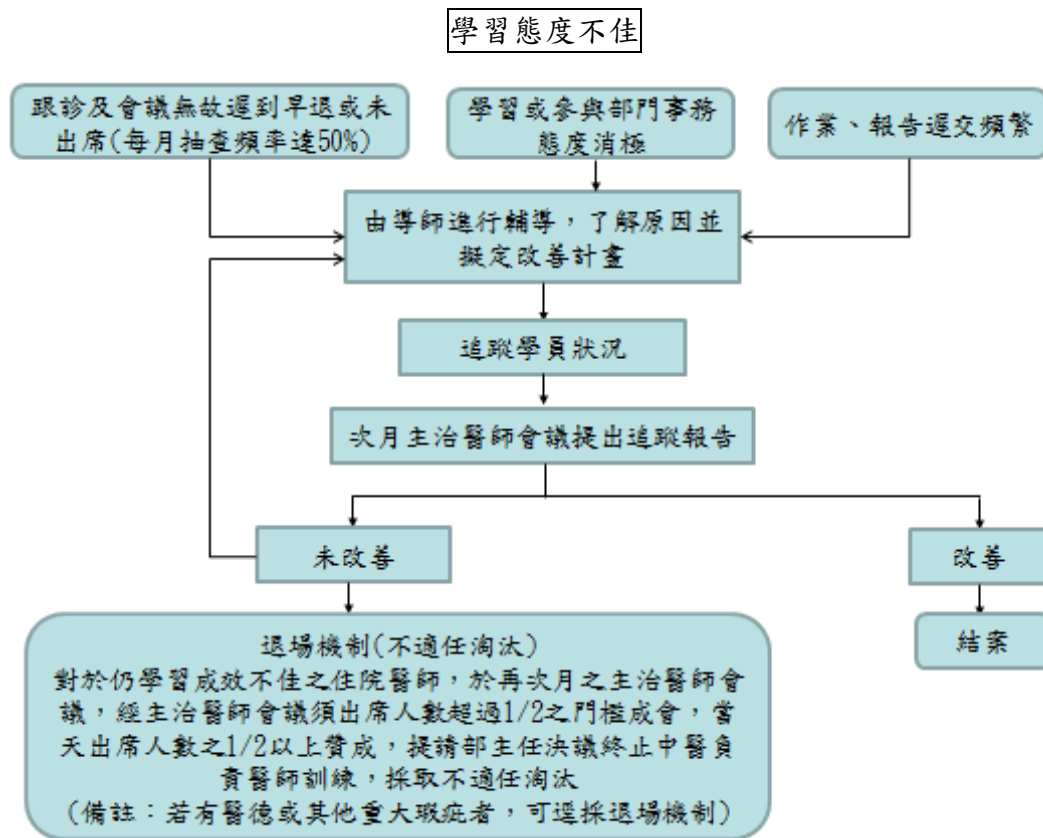 學習態度不佳
跟診及會議無故遲到早退或未
出席(每月抽查頻率達50%)
學習或參與部門事務
態度消極
作業、報告遲交頻繁
由導師進行輔導，了解原因並
擬定改善計畫
追蹤學員狀況
次月主治醫師會議提出追蹤報告
未改善
改善
退場機制(不適任淘汰)
對於仍學習成效不佳之住院醫師，於再次月之主治醫師會
議，經主治醫師會議須出席人數超過1/2之門檻成會，當
天出席人數之1/2以上贊成，提請部主任決議終止中醫負
責醫師訓練，採取不適任淘汰
(備註：若有醫德或其他重大瑕疵者，可逕採退場機制)
結案